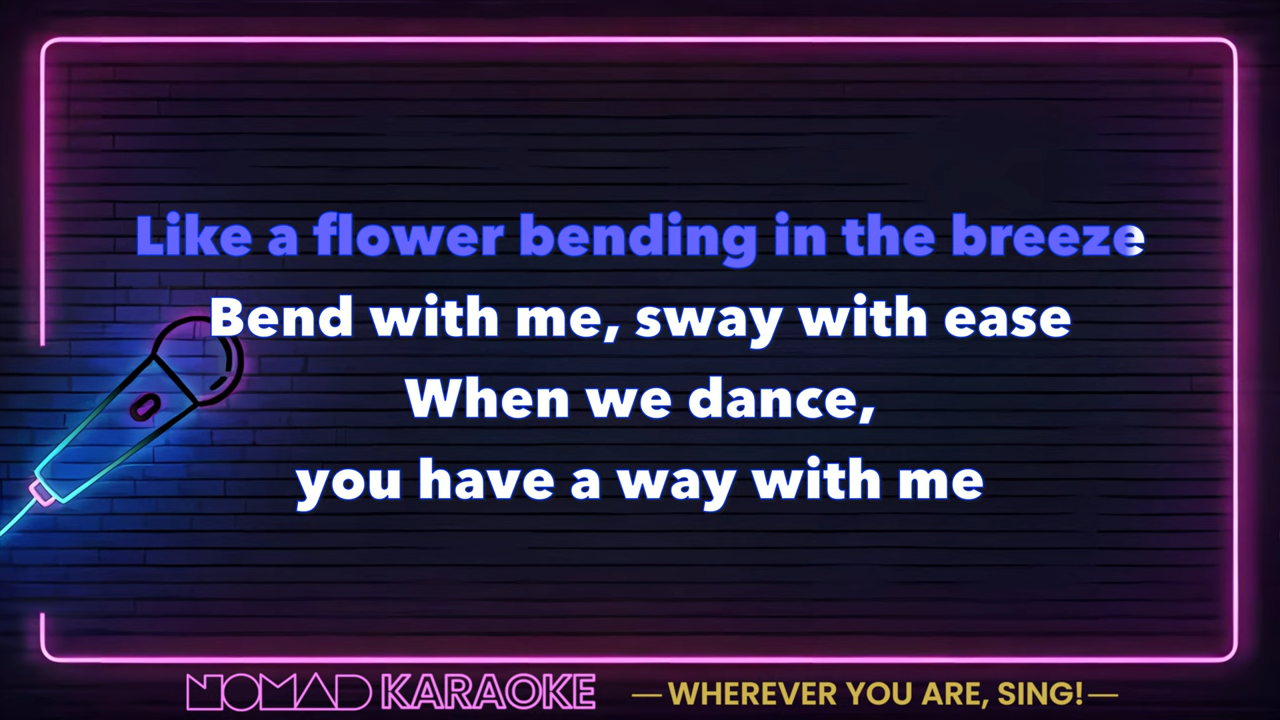 Like a flower bending in the breeze
Bend with me, sway with ease
When we dance,
you have a way with me
NOMAD KARAOKE —WHEREVER YOU ARE, SING!—